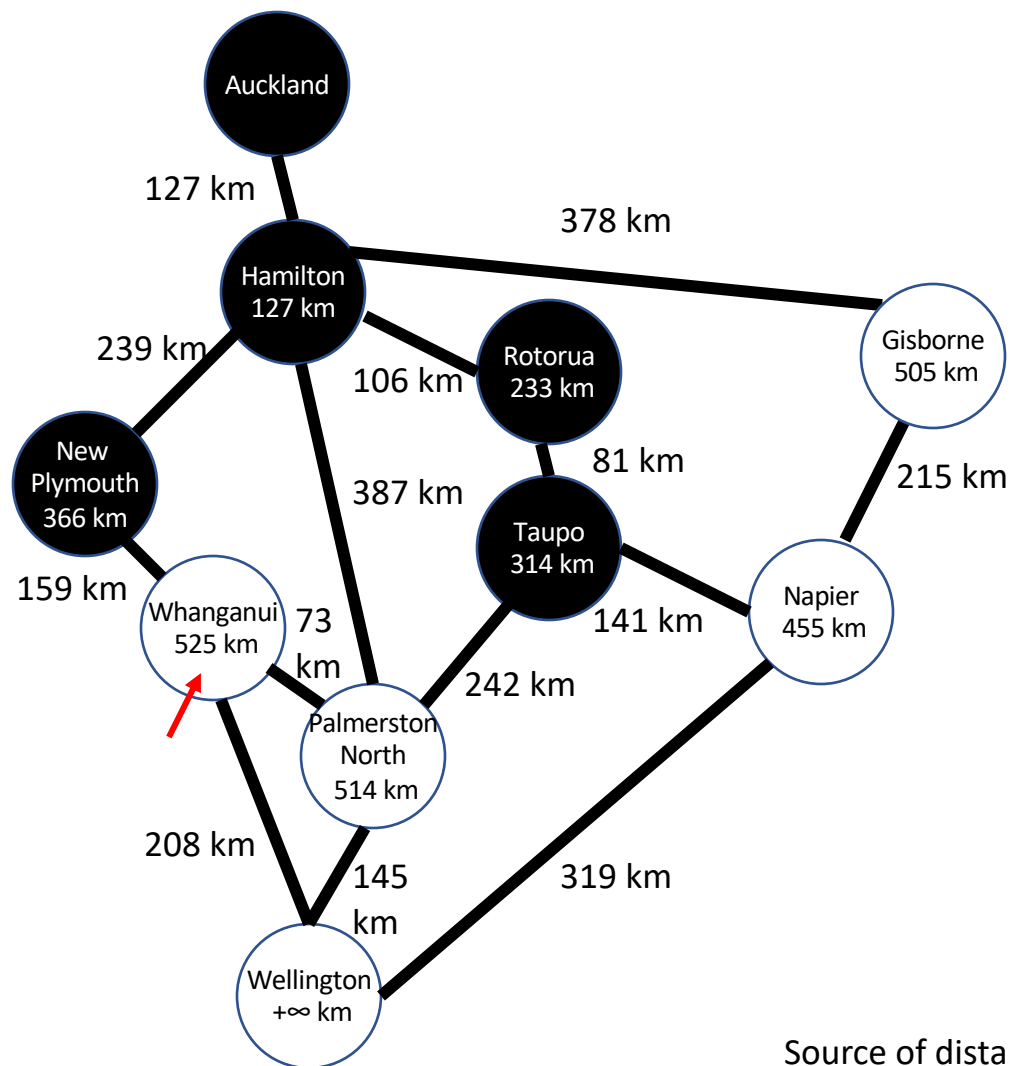 Auckland
127 km
378 km
Hamilton
127 km
239 km
106 km
Rotorua
233 km
Gisborne
505 km
New
Plymouth
366 km
387 km
81 km
215 km
Taupo
314 km
159 km
Whanganui
525 km
73
km
141 km
Napier
455 km
242 km
Palmerston
North
514 km
208 km
145
km
319 km
Wellington
+∞ km
Source of dista